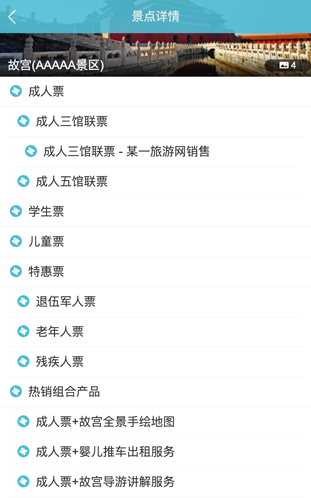 景点详情
故宫(AAAAA景区)
4
成人票
成人三馆联票
成人三馆联票 - 某一旅游网销售
成人五馆联票
学生票
儿童票
特惠票
退伍军人票
老年人票
残疾人票
热销组合产品
成人票+故宫全景手绘地图
成人票+婴儿推车出租服务
成人票+故宫导游讲解服务